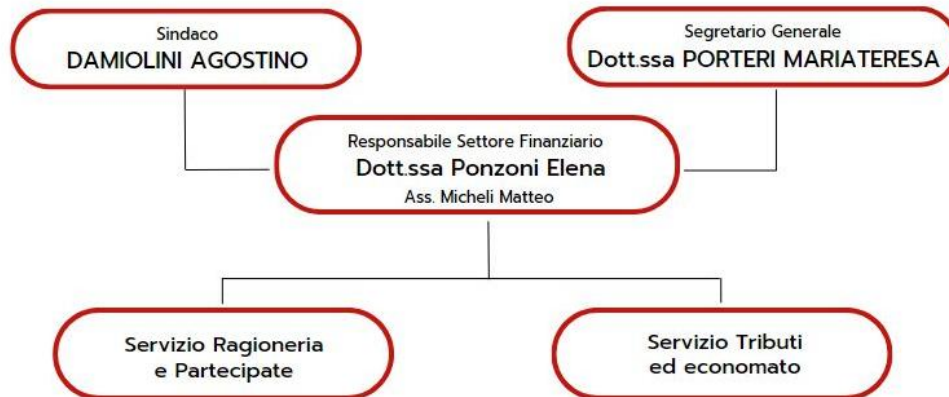 Sindaco
DAMIOLINI AGOSTINO
Segretario Generale
Dott.ssa PORTERI MARIATERESA
Responsabile Settore Finanziario
Dott.ssa Ponzoni Elena
Ass. Micheli Matteo
Servizio Ragioneria
e Partecipate
Servizio Tributi
ed economato